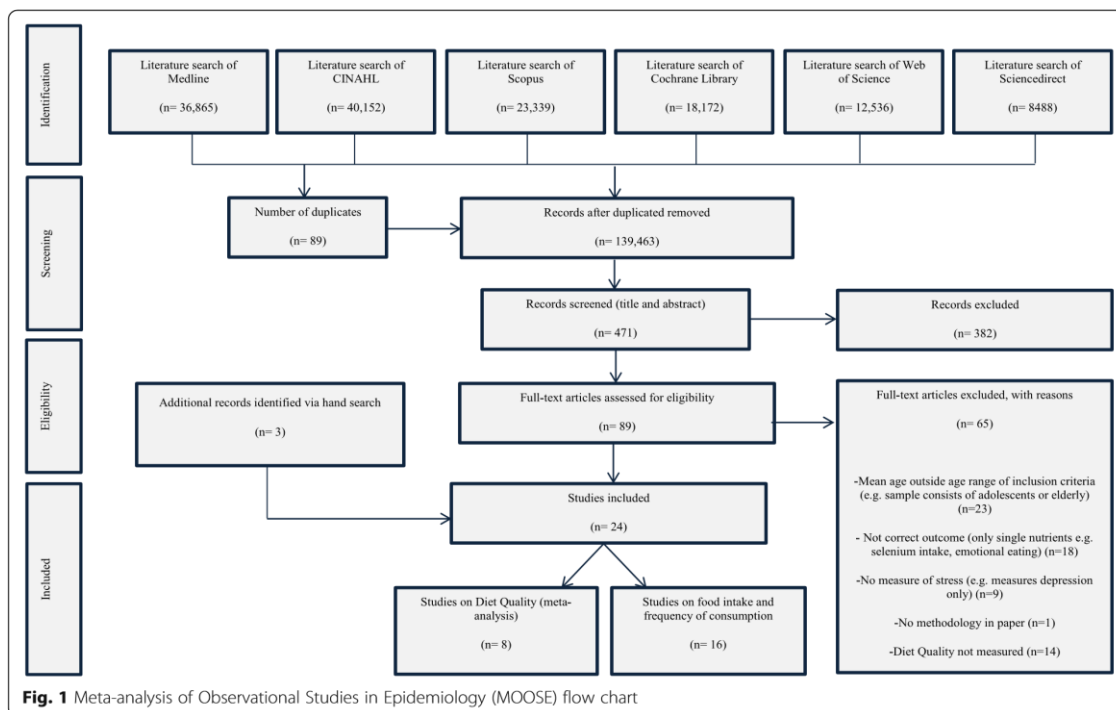 Identification
Literature search of
Medline
(n= 36,865)
Literature search of
CINAHL
(n= 40,152)
Literature search of
Scopus
(n= 23,339)
Literature search of
Cochrane Library
(n= 18,172)
Literature search of Web
of Science
(n= 12,536)
Literature search of
Sciencedirect
(n= 8488)
Screening
Number of duplicates
(n= 89)
Records after duplicated removed
(n= 139,463)
Records screened (title and abstract)
(n= 471)
Records excluded
(n= 382)
Eligibility
Additional records identified via hand search
(n= 3)
Full-text articles assessed for eligibility
(n= 89)
Full-text articles excluded, with reasons
(n= 65)
-Mean age outside age range of inclusion criteria
(e.g. sample consists of adolescents or elderly)
(n=23)
- Not correct outcome (only single nutrients e.g.
selenium intake, emotional eating) (n=18)
-No measure of stress (e.g. measures depression
only) (n=9)
-No methodology in paper (n=1)
-Diet Quality not measured (n=14)
Included
Studies included
(n= 24)
Studies on Diet Quality (meta-
analysis)
(n= 8)
Studies on food intake and
frequency of consumption
(n= 16)
Fig. 1 Meta-analysis of Observational Studies in Epidemiology (MOOSE) flow chart